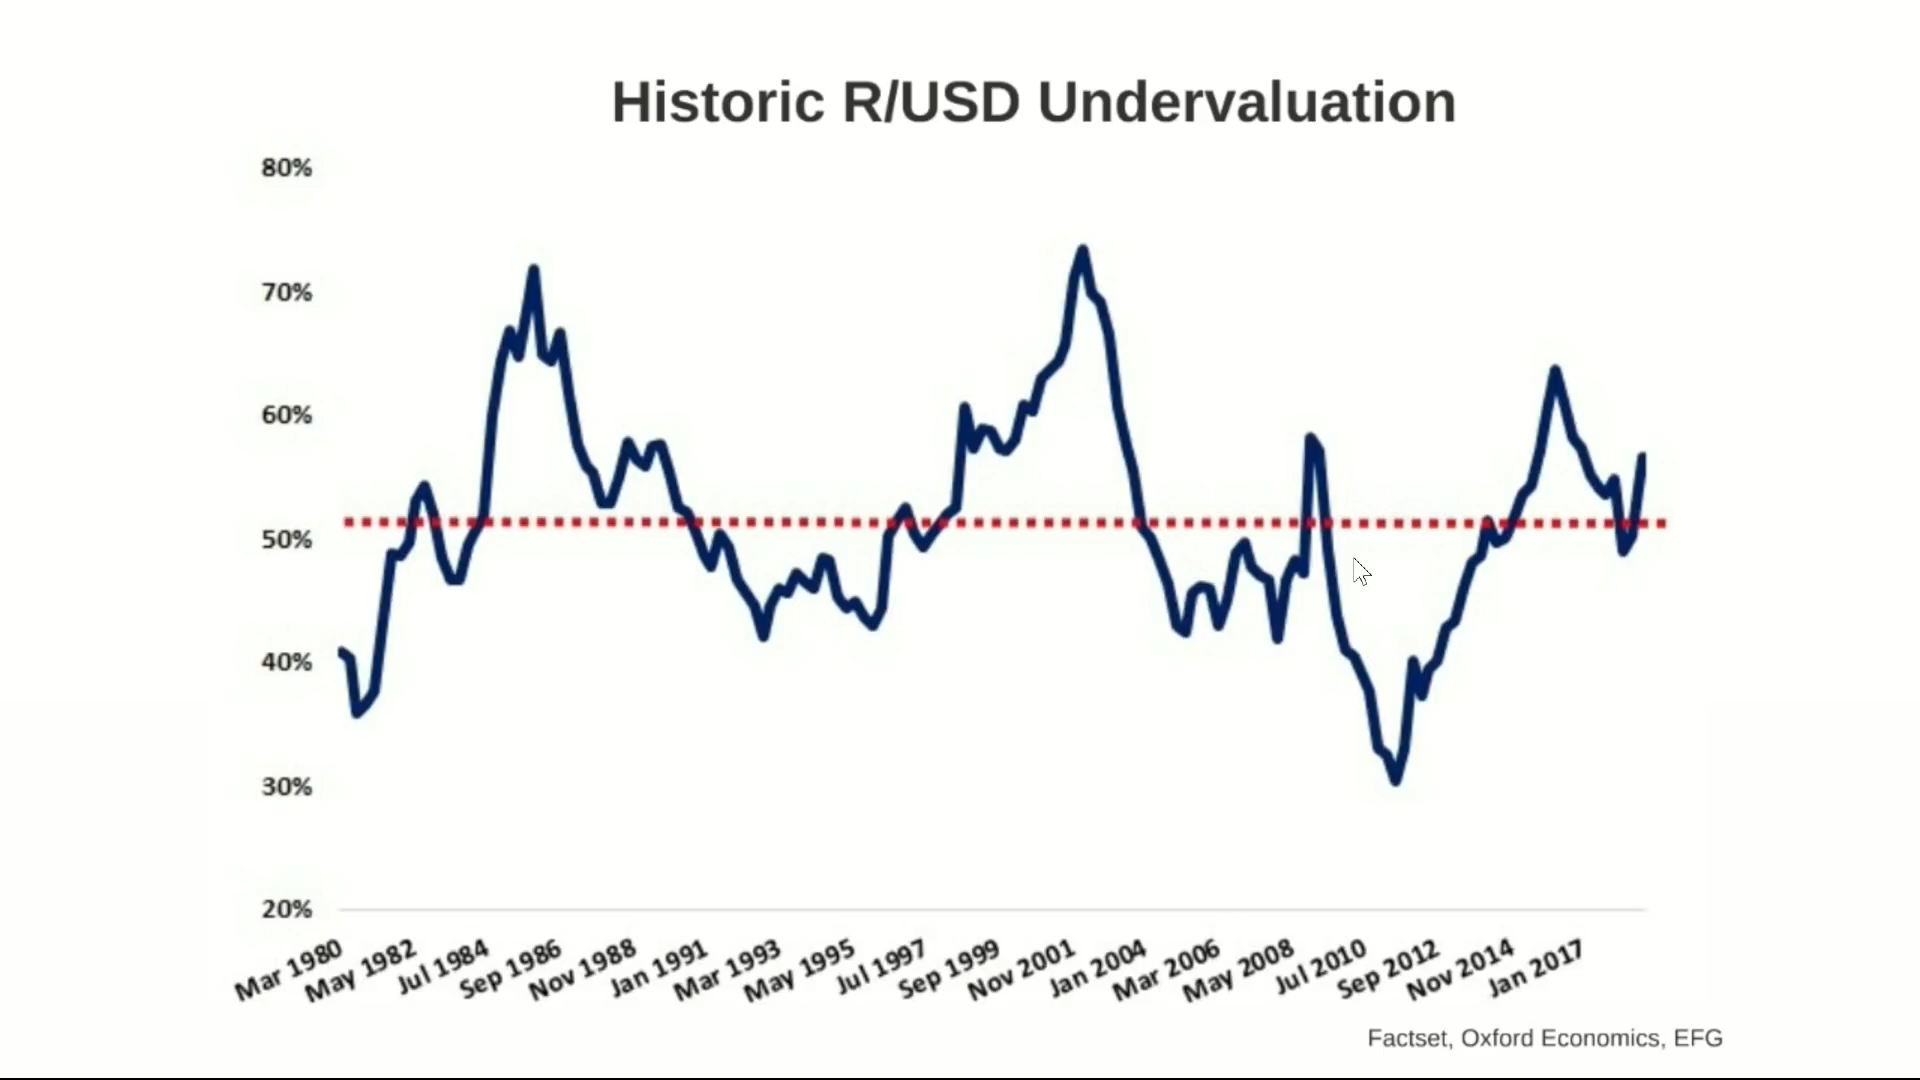 Historic R/USD Undervaluation
80%
70%
60%
50%
40%
30%
20%
Mar 1980
May 1982
Jul 1984
Sep 1986
Nov 1988
Jan 1991
Mar 1993
May 1995
Jul 1997
Sep 1999
Nov 2001
Jan 2004
Mar 2006
May 2008
Jul 2010
Sep 2012
Nov 2014
Jan 2017
Factset, Oxford Economics, EFG